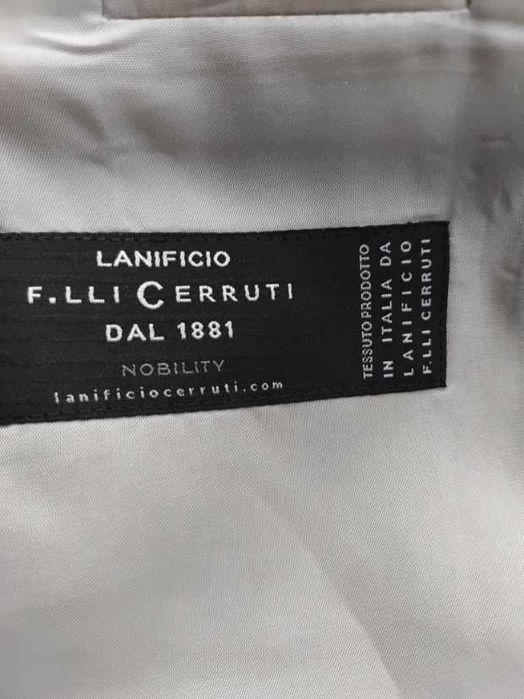 LANIFICIO
F.LLI CERRUTI
DAL 1881
NOBILITY
lanificiocerruti.com
TESSUTO PRODOTTO
IN ITALIA DA
LANIFICIO
F.LLI CERRUTI